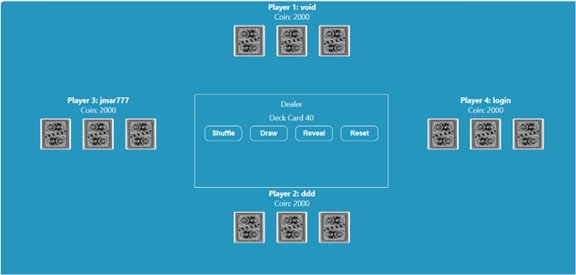 Player 1: void
Coin: 2000
Player 3: jmar777
Coin: 2000
Dealer
Deck Card 40
Shuffle Draw Reveal Reset
Player 4: login
Coin: 2000
Player 2: ddd
Coin: 2000